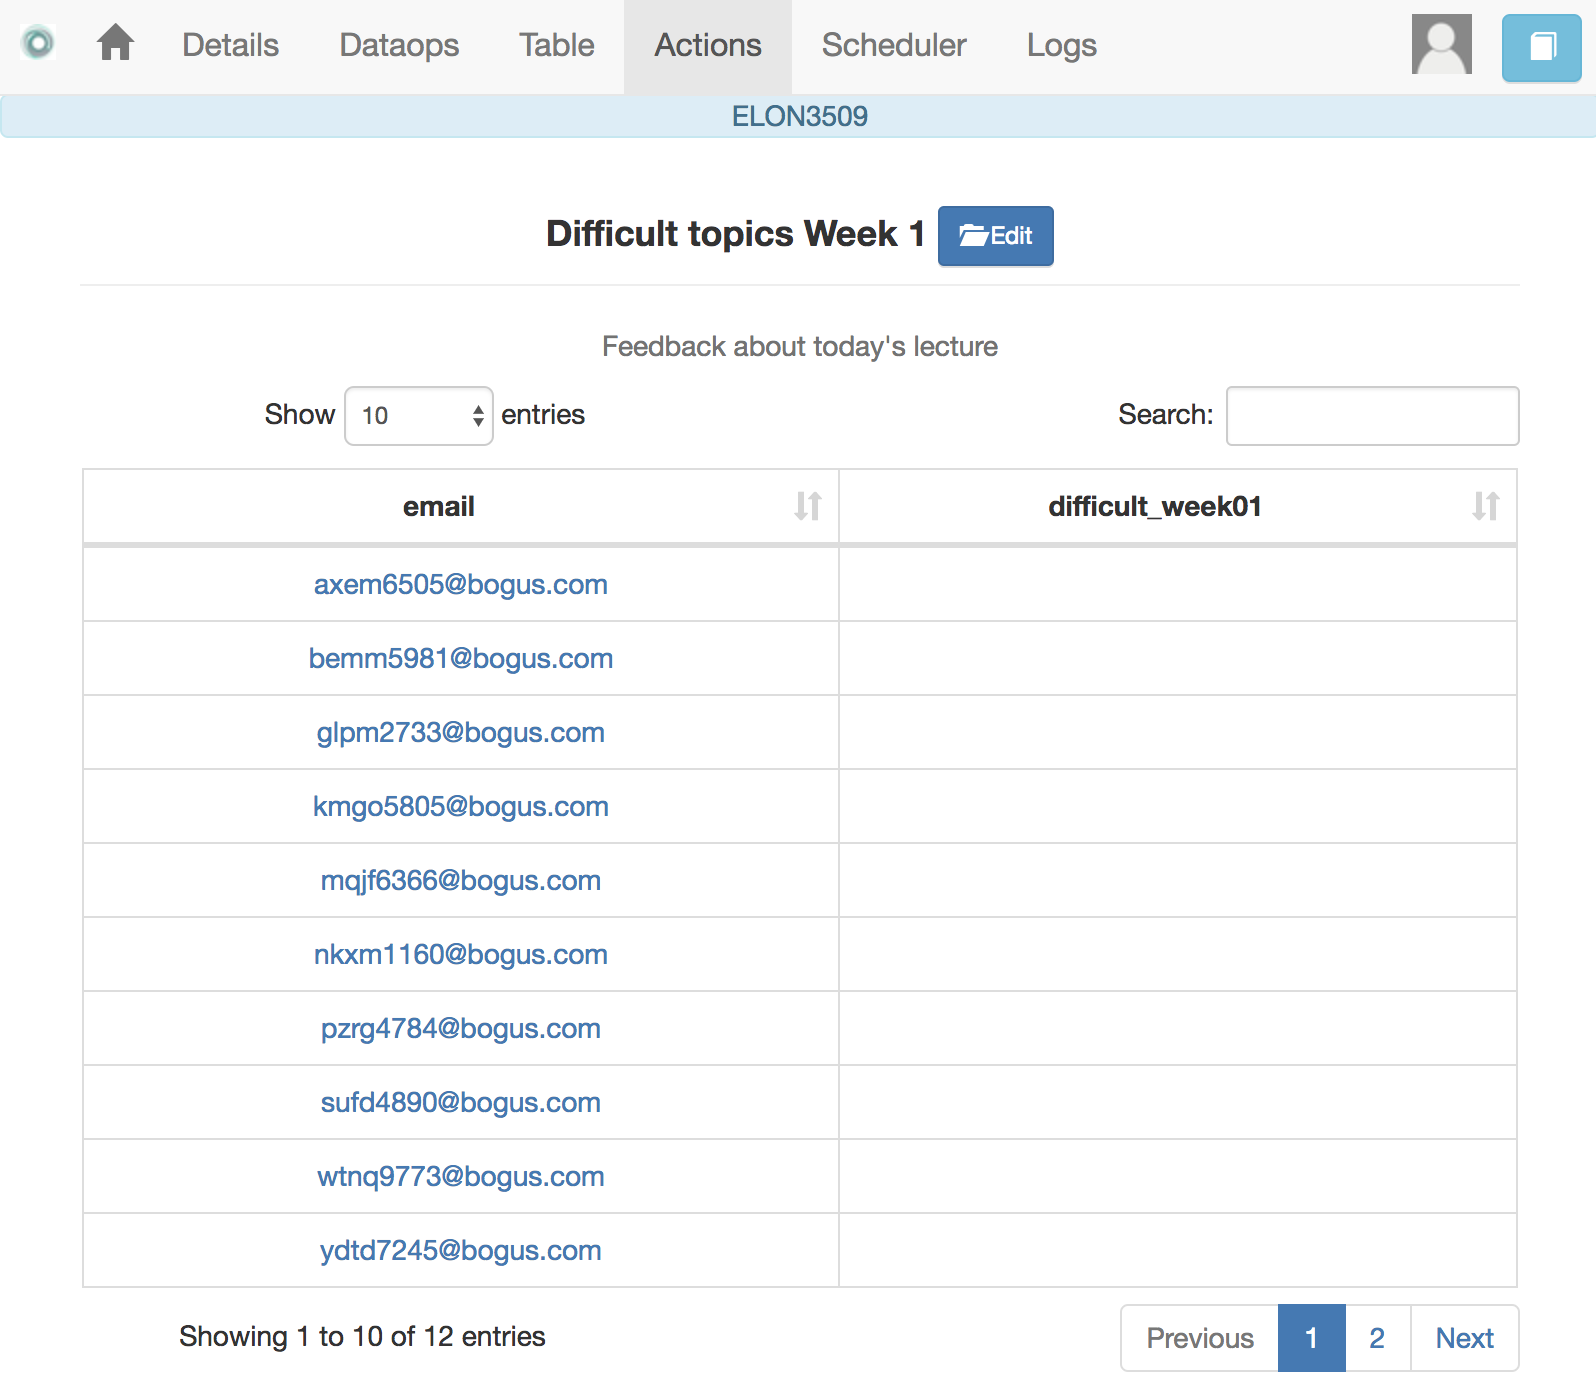 Details Dataops Table Actions Scheduler Logs
ELON3509
Difficult topics Week 1 Edit
Feedback about today's lecture
Show 10 entries Search:
email difficult_week01
axem6505@bogus.com
bemm5981@bogus.com
glpm2733@bogus.com
kmgo5805@bogus.com
mqjf6366@bogus.com
nkxm1160@bogus.com
pzrg4784@bogus.com
sufd4890@bogus.com
wtnq9773@bogus.com
ydtd7245@bogus.com
Showing 1 to 10 of 12 entries Previous 1 2 Next